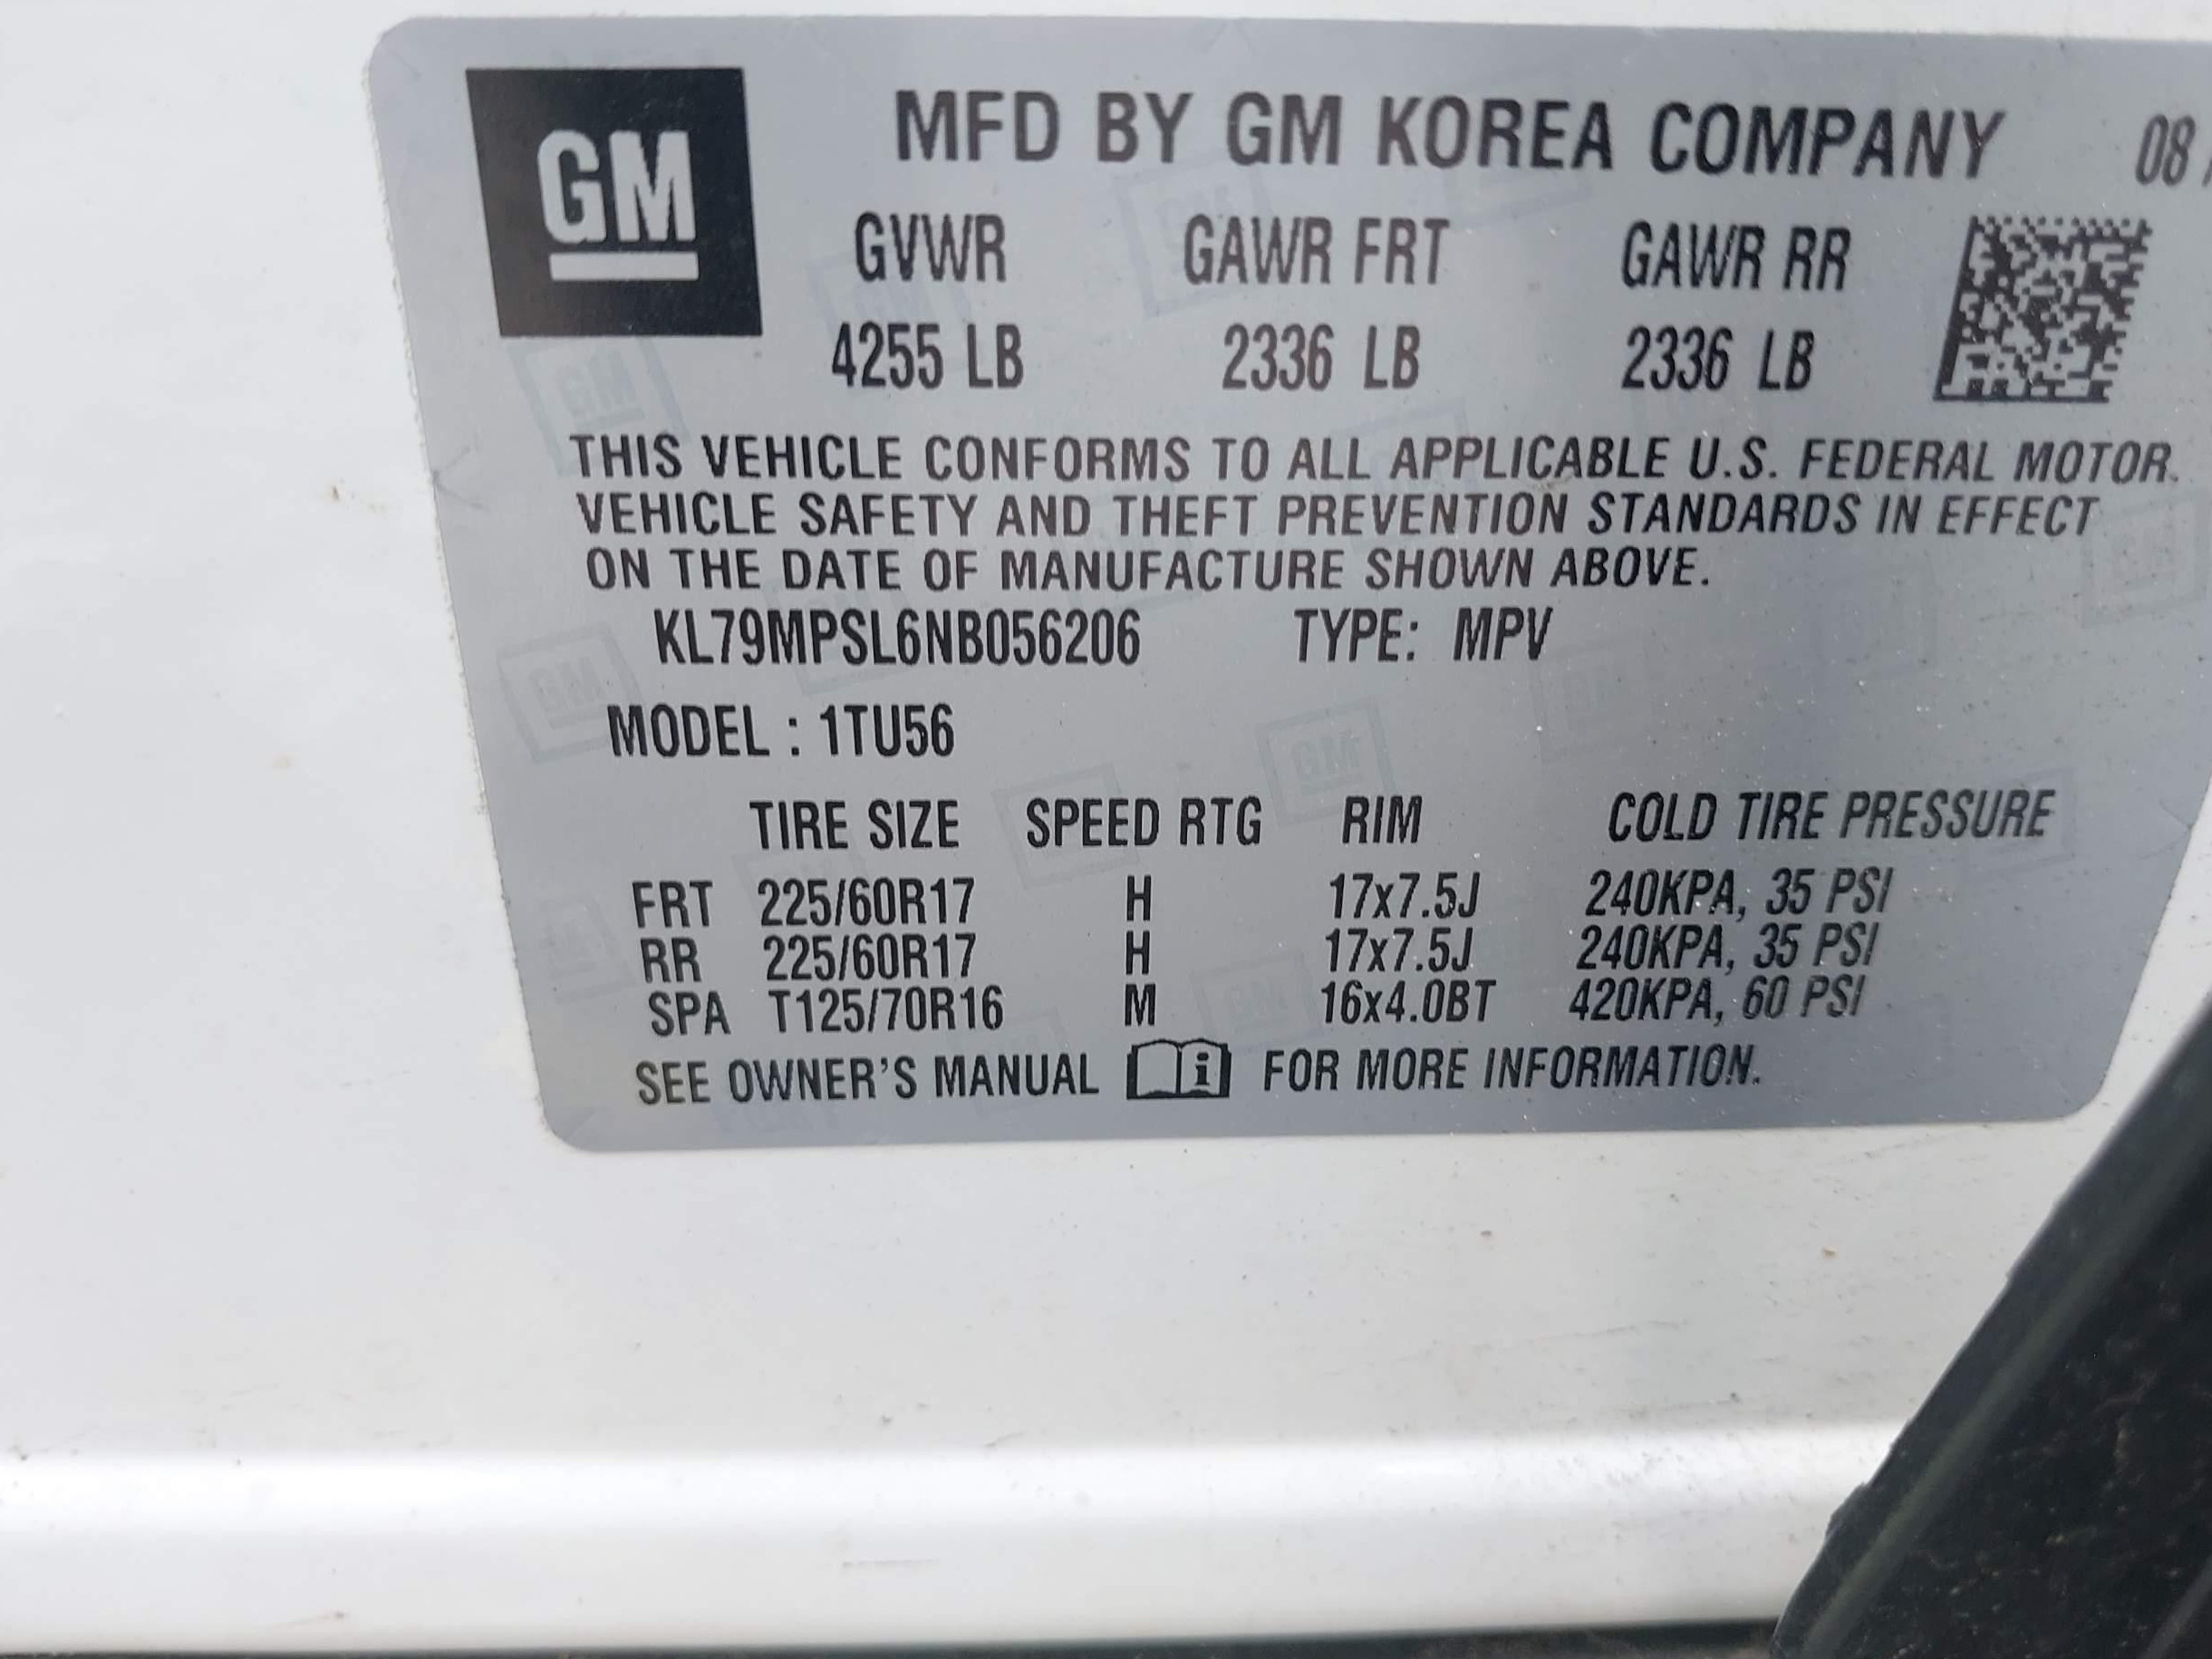 GM
MFD BY GM KOREA COMPANY 08 /
GVWR GAWR FRT GAWR RR
4255 LB 2336 LB 2336 LB
THIS VEHICLE CONFORMS TO ALL APPLICABLE U.S. FEDERAL MOTOR
VEHICLE SAFETY AND THEFT PREVENTION STANDARDS IN EFFECT
ON THE DATE OF MANUFACTURE SHOWN ABOVE.
KL79MPSL6NB056206 TYPE: MPV
MODEL : 1TU56
TIRE SIZE SPEED RTG RIM COLD TIRE PRESSURE
FRT 225/60R17 H 17x7.5J 240KPA, 35 PSI
RR 225/60R17 H 17x7.5J 240KPA, 35 PSI
SPA T125/70R16 M 16x4.0BT 420KPA, 60 PSI
SEE OWNER'S MANUAL i FOR MORE INFORMATION.